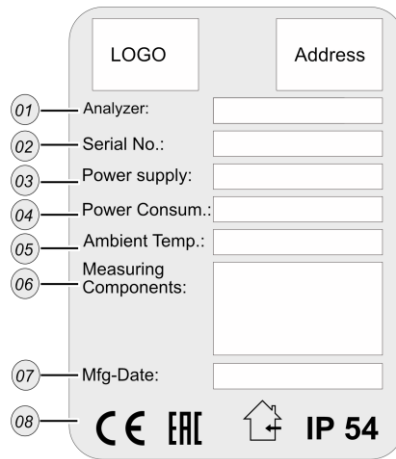 LOGO Address
01 Analyzer:
02 Serial No.:
03 Power supply:
04 Power Consum.:
05 Ambient Temp.:
06 Measuring
Components:
07 Mfg-Date:
08 CE EAC IP 54